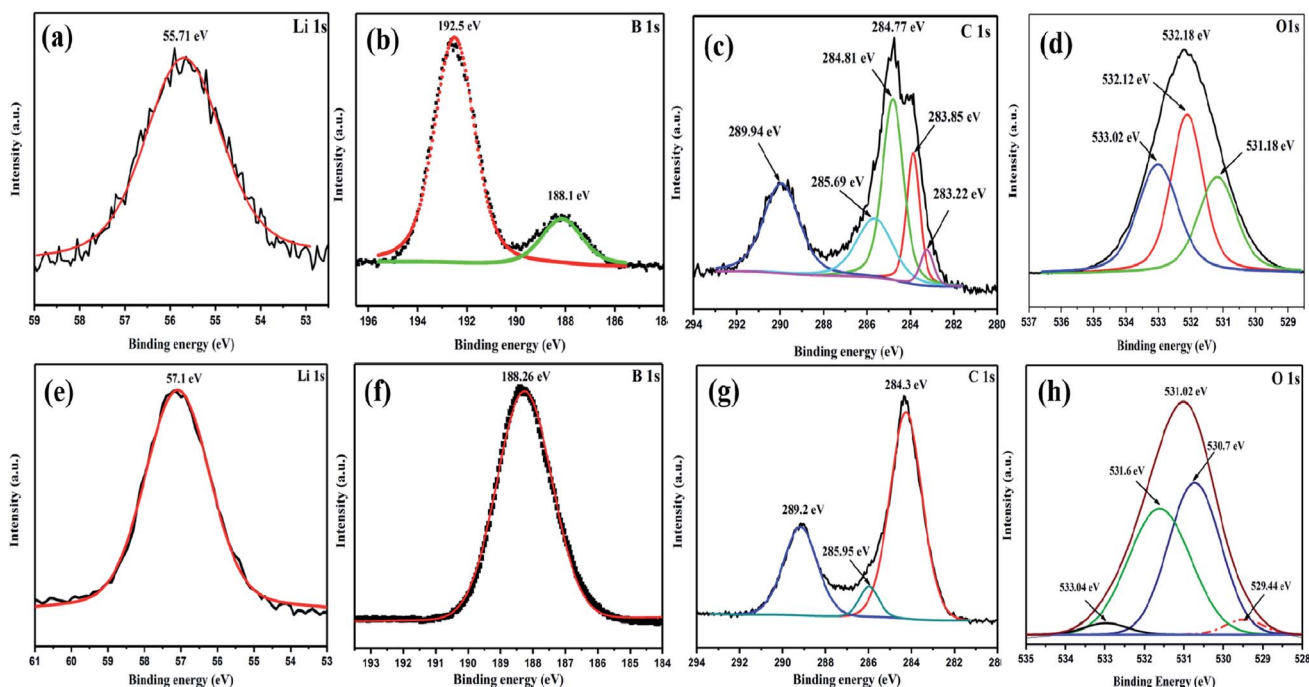 (a)
Li 1s
55.71 eV
Intensity (a.u.)
59 58 57 56 55 54 53
Binding energy (eV)
(b)
B 1s
192.5 eV
188.1 eV
Intensity (a.u.)
196 194 192 190 188 186 184
Binding energy (eV)
(c)
C 1s
284.77 eV
284.81 eV
289.94 eV
283.85 eV
285.69 eV
283.22 eV
Intensity (a.u.)
294 292 290 288 286 284 282 280
Binding energy (eV)
(d)
O1s
532.18 eV
532.12 eV
533.02 eV
531.18 eV
Intensity (a.u.)
537 536 535 534 533 532 531 530 529
Binding energy (eV)
(e)
Li 1s
57.1 eV
Intensity (a.u.)
61 60 59 58 57 56 55 54 53
Binding energy (eV)
(f)
B 1s
188.26 eV
Intensity (a.u.)
193 192 191 190 189 188 187 186 185 184
Binding energy (eV)
(g)
C 1s
284.3 eV
289.2 eV
285.95 eV
Intensity (a.u.)
294 292 290 288 286 284 282 280
Binding energy (eV)
(h)
O 1s
531.02 eV
530.7 eV
531.6 eV
533.04 eV
529.44 eV
Intensity (a.u.)
535 534 533 532 531 530 529 528
Binding Energy (eV)